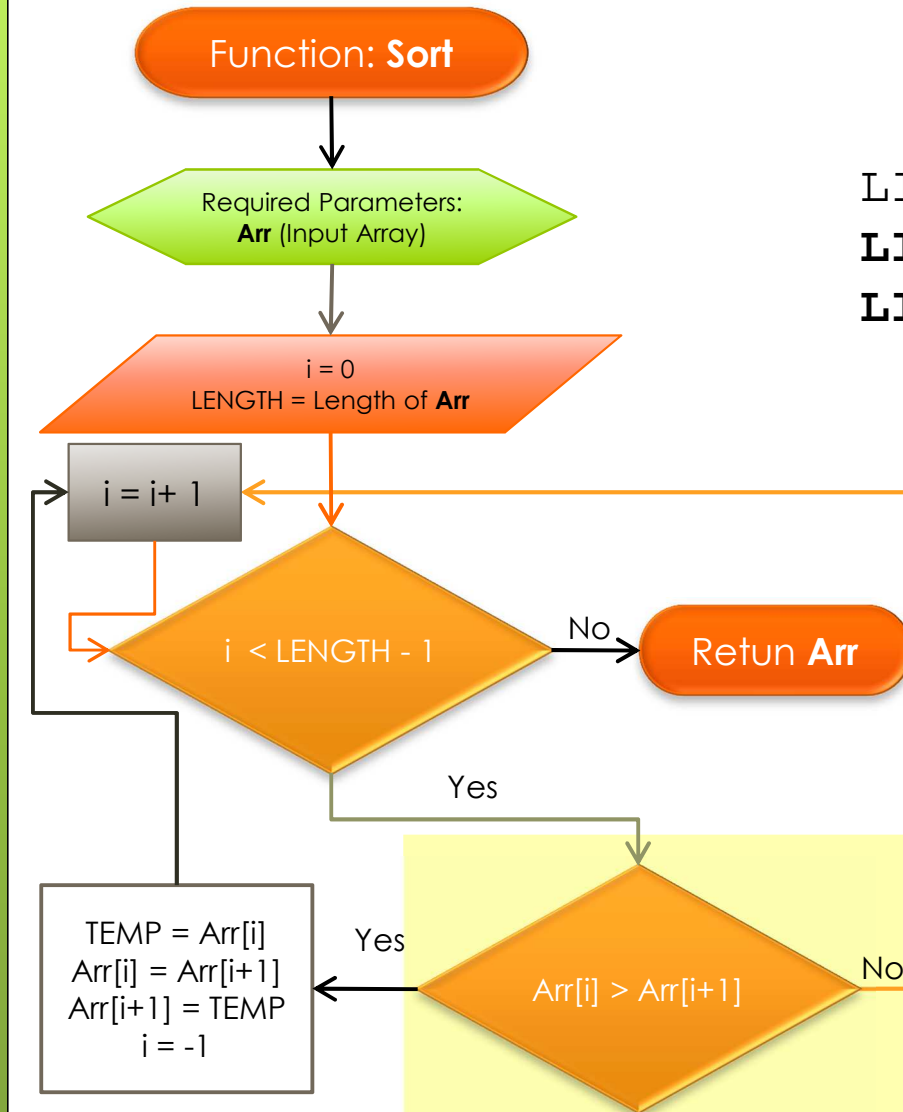 Function: Sort
Required Parameters:
Arr (Input Array)
i = 0
LENGTH = Length of Arr
i = i+ 1
i < LENGTH - 1
No
Retun Arr
Yes
TEMP = Arr[i]
Arr[i] = Arr[i+1]
Arr[i+1] = TEMP
i = -1
Yes
Arr[i] > Arr[i+1]
No